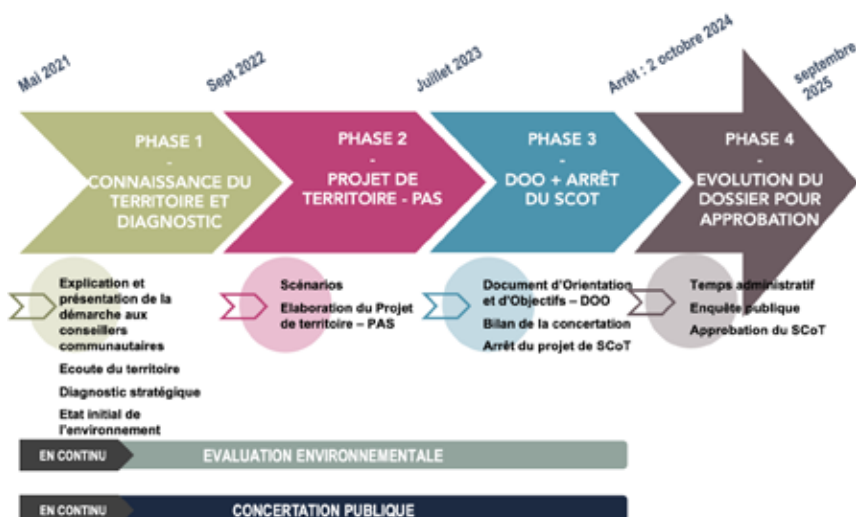 Mai 2021
Sept 2022
Juillet 2023
Arrêt : 2 octobre 2024
septembre
2025
PHASE 1
-
CONNAISSANCE DU
TERRITOIRE ET
DIAGNOSTIC
PHASE 2
-
PROJET DE
TERRITOIRE - PAS
PHASE 3
-
DOO + ARRÊT
DU SCOT
PHASE 4
-
EVOLUTION DU
DOSSIER POUR
APPROBATION
Explication et
présentation de la
démarche aux
conseillers
communautaires
Ecoute du territoire
Diagnostic stratégique
Etat initial de
l'environnement
Scénarios
Elaboration du Projet
de territoire – PAS
Document d'Orientation
et d'Objectifs – DOO
Bilan de la concertation
Arrêt du projet de SCoT
Temps administratif
Enquête publique
Approbation du SCoT
EN CONTINU
EVALUATION ENVIRONNEMENTALE
EN CONTINU
CONCERTATION PUBLIQUE